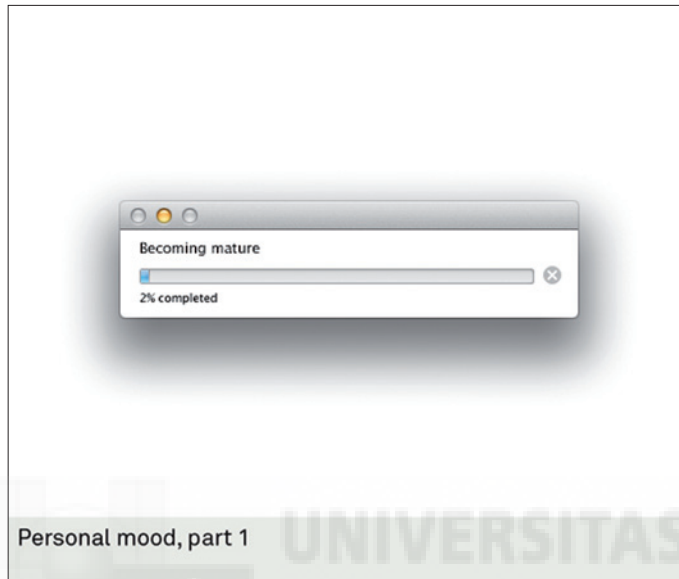 Becoming mature
2% completed
Personal mood, part 1
UNIVERSITAS